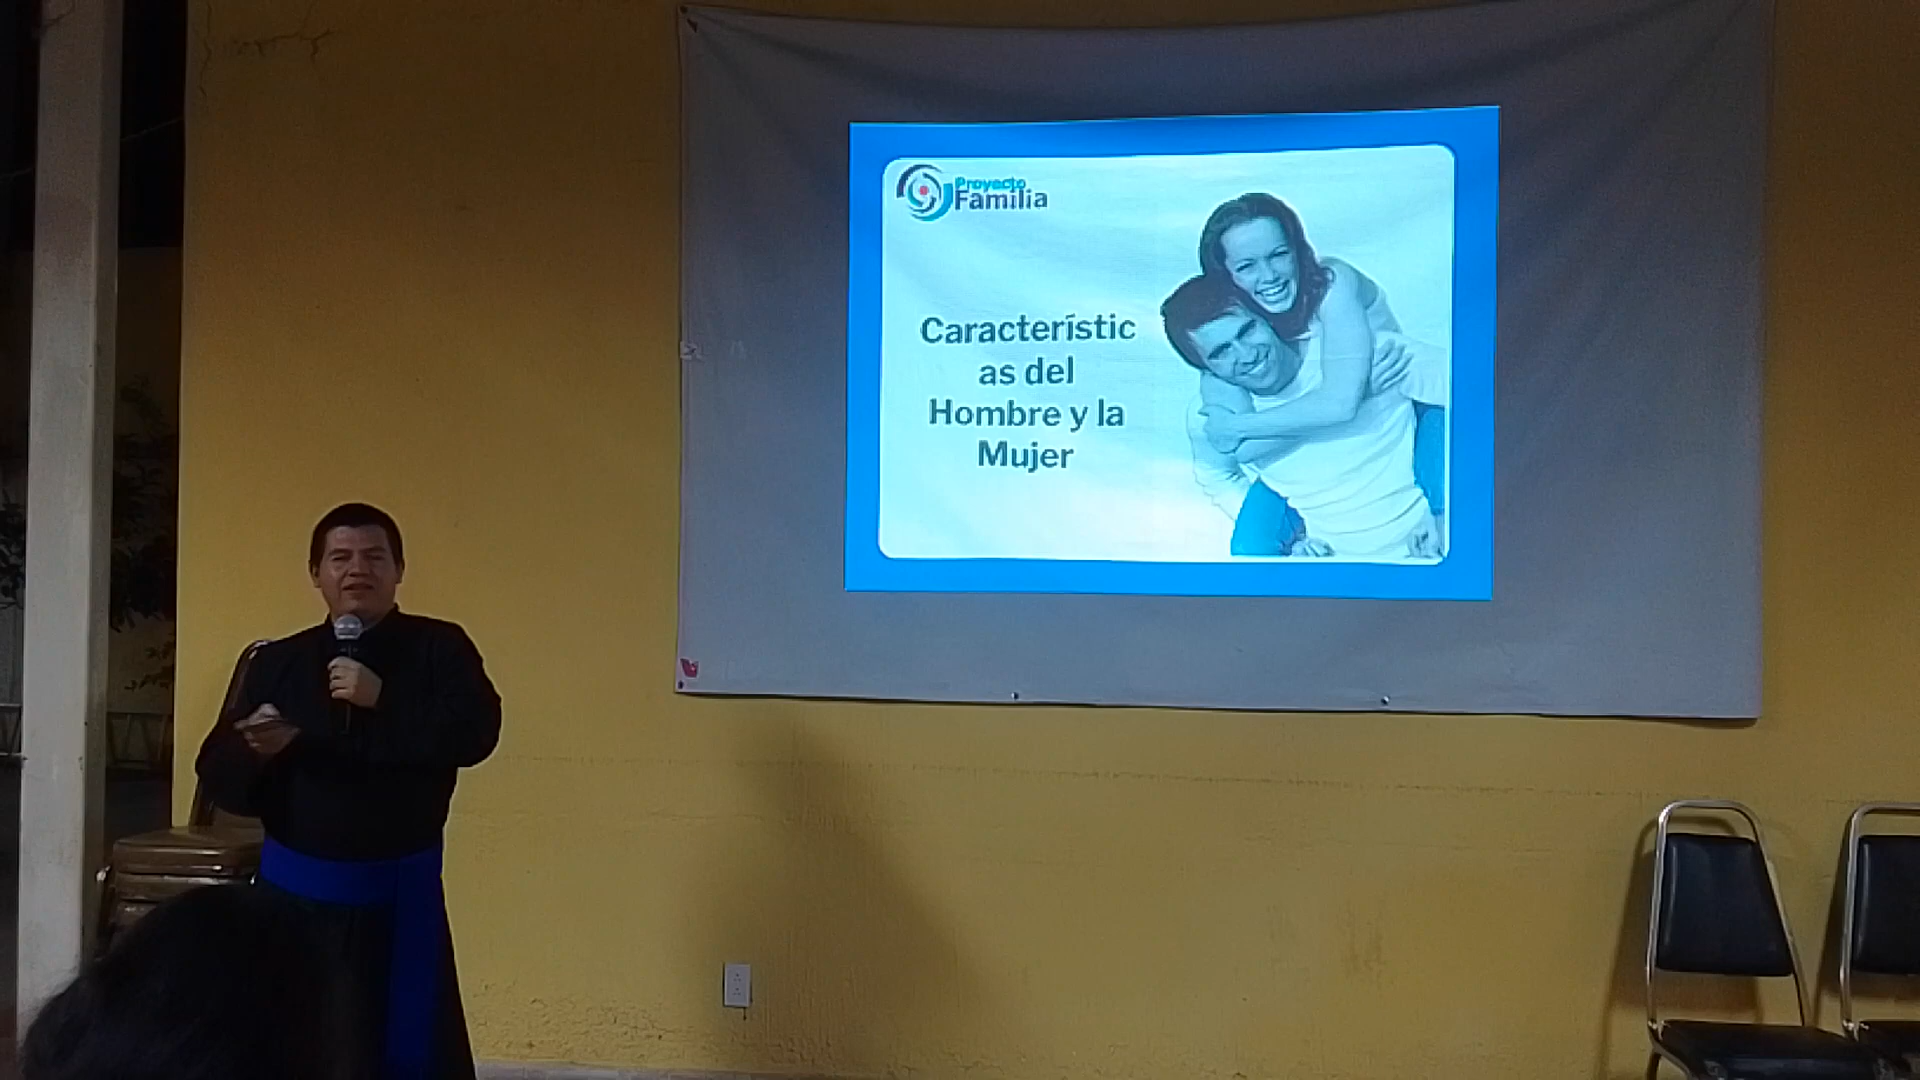 Proyecto
Familia
Característic
as del
Hombre y la
Mujer